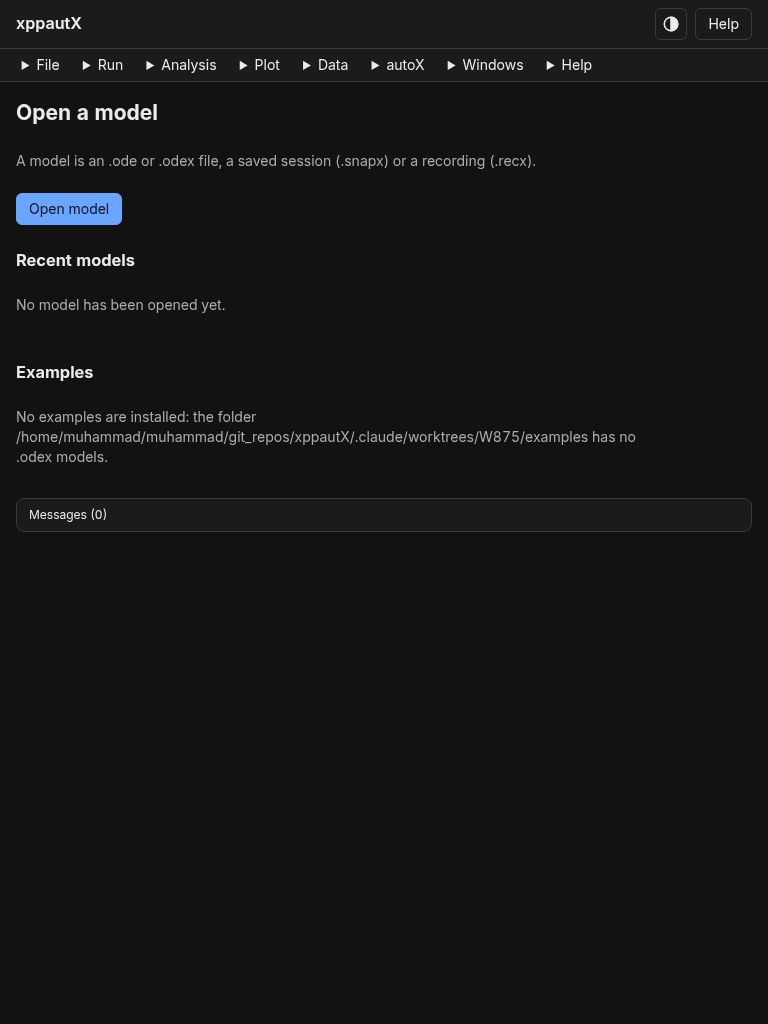 xppautX
Help
File Run Analysis Plot Data autoX Windows Help
Open a model
A model is an .ode or .odex file, a saved session (.snapx) or a recording (.recx).
Open model
Recent models
No model has been opened yet.
Examples
No examples are installed: the folder
/home/muhammad/muhammad/git_repos/xppautX/.claude/worktrees/W875/examples has no
.odex models.
Messages (0)